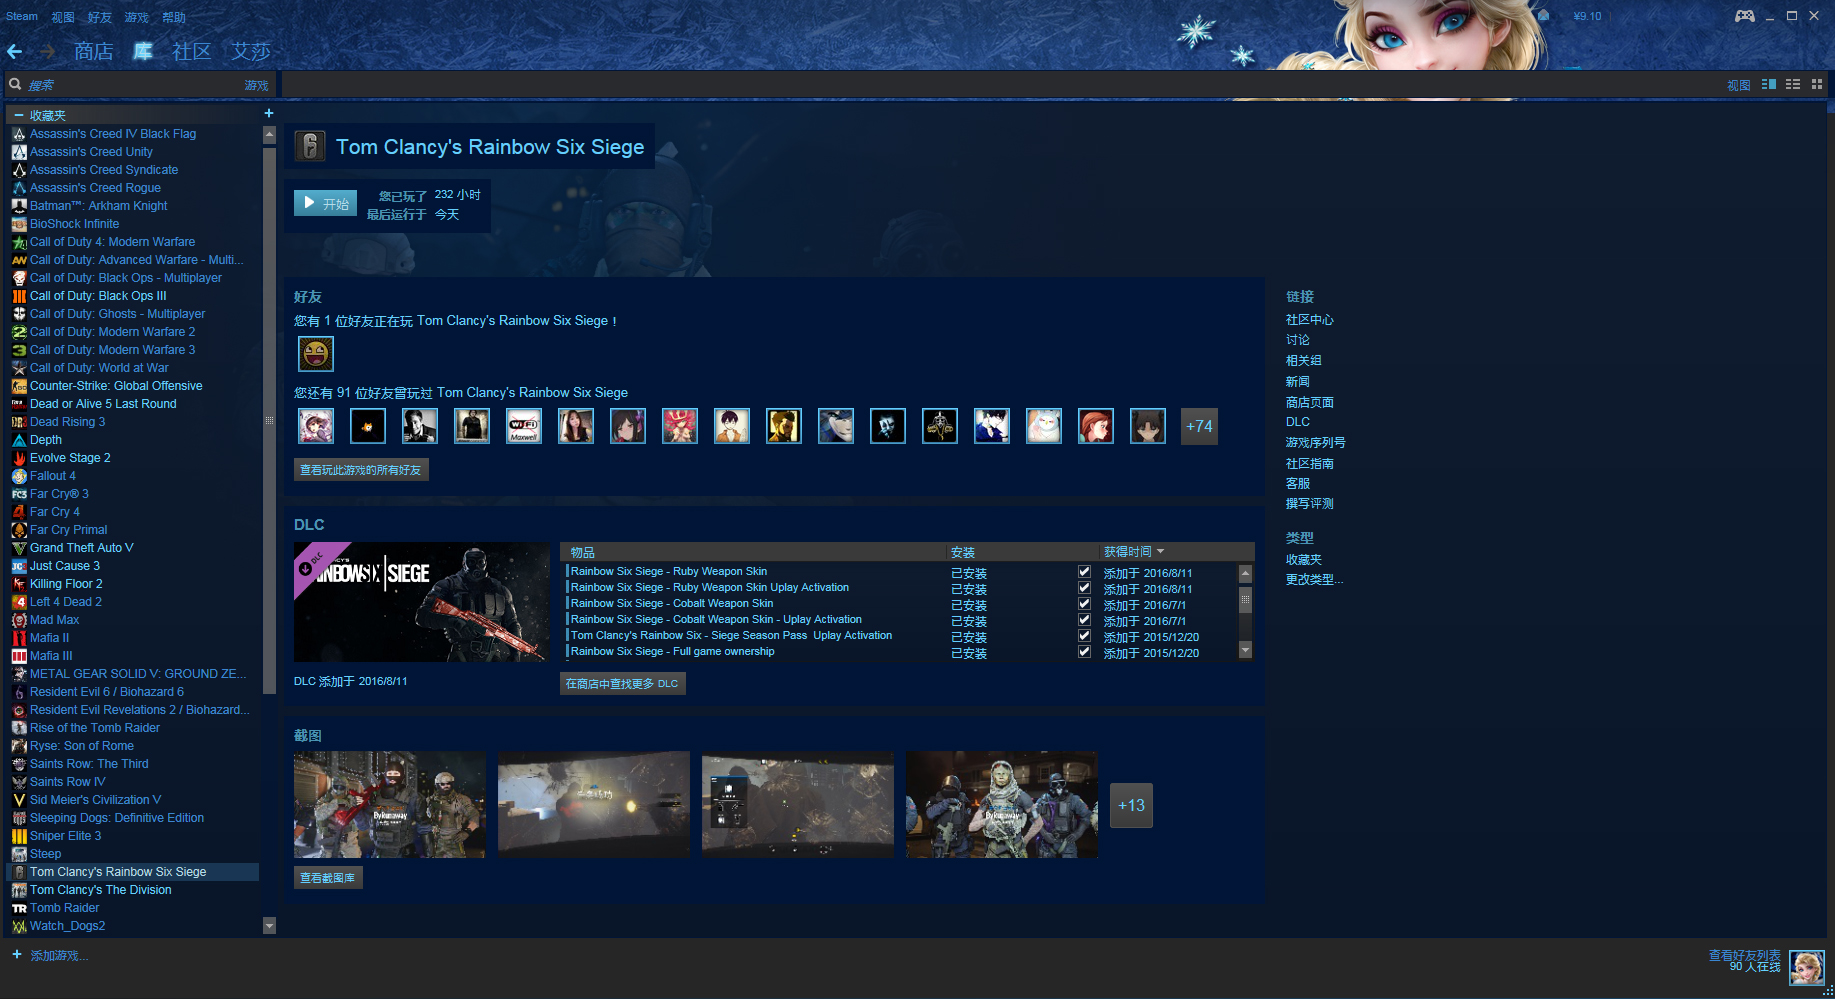 Steam 视图 好友 游戏 帮助
¥9.10
商店 库 社区 艾莎
搜索 游戏
视图
收藏夹
Assassin's Creed IV Black Flag
Assassin's Creed Unity
Assassin's Creed Syndicate
Assassin's Creed Rogue
Batman™: Arkham Knight
BioShock Infinite
Call of Duty 4: Modern Warfare
Call of Duty: Advanced Warfare - Multi...
Call of Duty: Black Ops - Multiplayer
Call of Duty: Black Ops III
Call of Duty: Ghosts - Multiplayer
Call of Duty: Modern Warfare 2
Call of Duty: Modern Warfare 3
Call of Duty: World at War
Counter-Strike: Global Offensive
Dead or Alive 5 Last Round
Dead Rising 3
Depth
Evolve Stage 2
Fallout 4
Far Cry® 3
Far Cry 4
Far Cry Primal
Grand Theft Auto V
Just Cause 3
Killing Floor 2
Left 4 Dead 2
Mad Max
Mafia II
Mafia III
METAL GEAR SOLID V: GROUND ZE...
Resident Evil 6 / Biohazard 6
Resident Evil Revelations 2 / Biohazard...
Rise of the Tomb Raider
Ryse: Son of Rome
Saints Row: The Third
Saints Row IV
Sid Meier's Civilization V
Sleeping Dogs: Definitive Edition
Sniper Elite 3
Steep
Tom Clancy's Rainbow Six Siege
Tom Clancy's The Division
Tomb Raider
Watch_Dogs2
添加游戏...
Tom Clancy's Rainbow Six Siege
开始
您已玩了 232 小时
最后运行于 今天
好友
您有 1 位好友正在玩 Tom Clancy's Rainbow Six Siege！
您还有 91 位好友曾玩过 Tom Clancy's Rainbow Six Siege
WiFi
Maxwell
+74
查看玩此游戏的所有好友
DLC
DLC
SIEGE
DLC 添加于 2016/8/11
物品 安装 获得时间
Rainbow Six Siege - Ruby Weapon Skin 已安装 添加于 2016/8/11
Rainbow Six Siege - Ruby Weapon Skin Uplay Activation 已安装 添加于 2016/8/11
Rainbow Six Siege - Cobalt Weapon Skin 已安装 添加于 2016/7/1
Rainbow Six Siege - Cobalt Weapon Skin - Uplay Activation 已安装 添加于 2016/7/1
Tom Clancy's Rainbow Six - Siege Season Pass Uplay Activation 已安装 添加于 2015/12/20
Rainbow Six Siege - Full game ownership 已安装 添加于 2015/12/20
在商店中查找更多 DLC
截图
+13
查看截图库
链接
社区中心
讨论
相关组
新闻
商店页面
DLC
游戏序列号
社区指南
客服
撰写评测
类型
收藏夹
更改类型...
查看好友列表
90 人在线